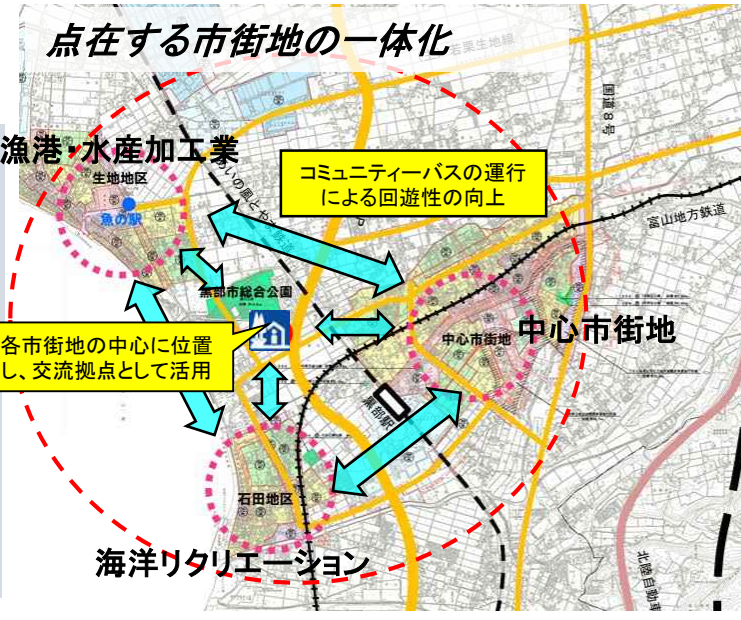 点在する市街地の一体化
若栗生地線
国道8号
漁港・水産加工業
生地地区
魚の駅
コミュニティーバスの運行
による回遊性の向上
富山地方鉄道
黒部市総合公園
各市街地の中心に位置
し、交流拠点として活用
中心市街地
中心市街地
黒部駅
石田地区
海洋リクリエーション
北陸自動車